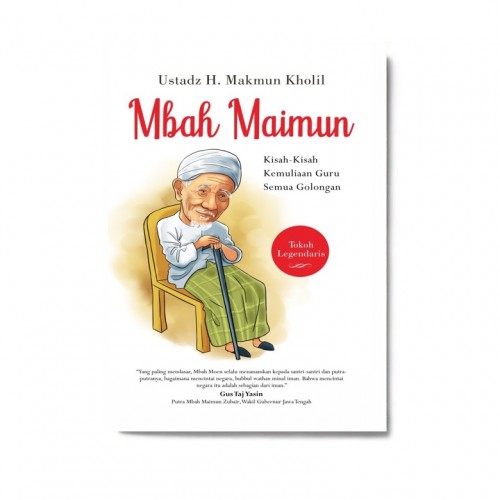 Ustadz H. Makmun Kholil
Mbah Maimun
Kisah-Kisah
Kemuliaan Guru
Semua Golongan
Tokoh
Legendaris
"Yang paling mendasar, Mbah Moen selalu menanamkan kepada santri-santri dan putra-
putranya, bagaimana mencintai negara, hubbul wathan minal iman. Bahwa mencintai
negara itu adalah sebagian dari iman."
Gus Taj Yasin
Putra Mbah Maimun Zubair, Wakil Gubernur Jawa Tengah